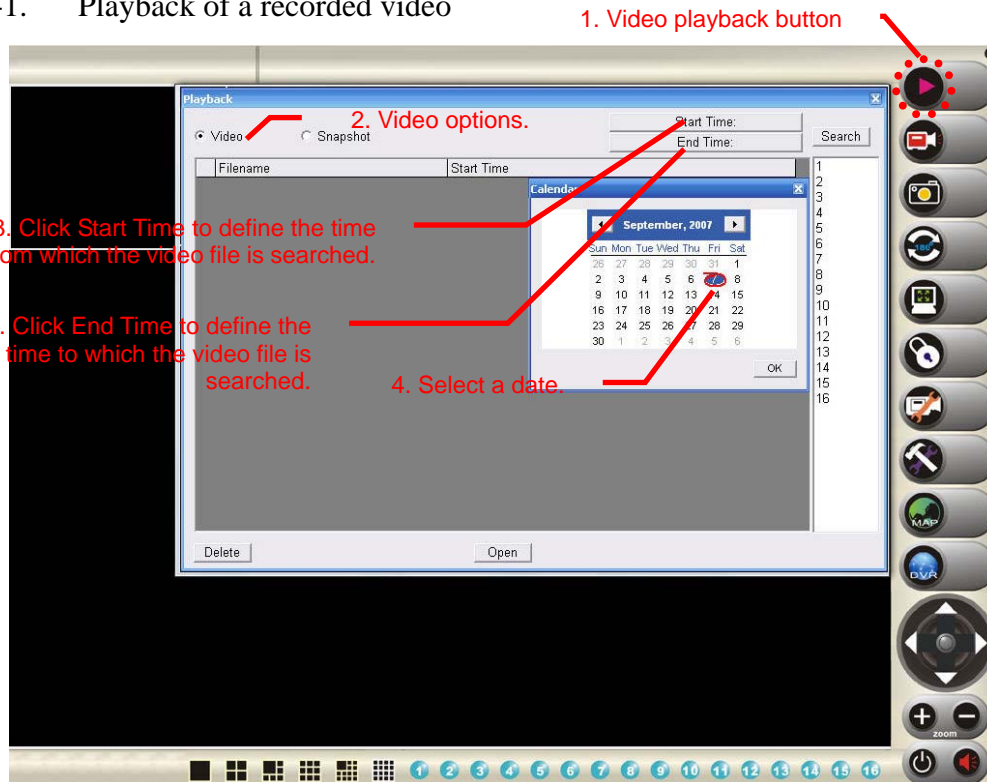 -1. Playback of a recorded video
1. Video playback button
Playback
Video
Snapshot
2. Video options.
Start Time:
End Time:
Search
Filename
Start Time
1
2
3
4
5
6
7
8
9
10
11
12
13
14
15
16
Calendar
September, 2007
Sun Mon Tue Wed Thu Fri Sat
26 27 28 29 30 31 1
2 3 4 5 6 7 8
9 10 11 12 13 14 15
16 17 18 19 20 21 22
23 24 25 26 27 28 29
30 1 2 3 4 5 6
OK
3. Click Start Time to define the time
from which the video file is searched.
. Click End Time to define the
time to which the video file is
searched.
4. Select a date.
Delete
Open
180°
MAP
DVR
zoom
1 2 3 4 5 6 7 8 9 10 11 12 13 14 15 16